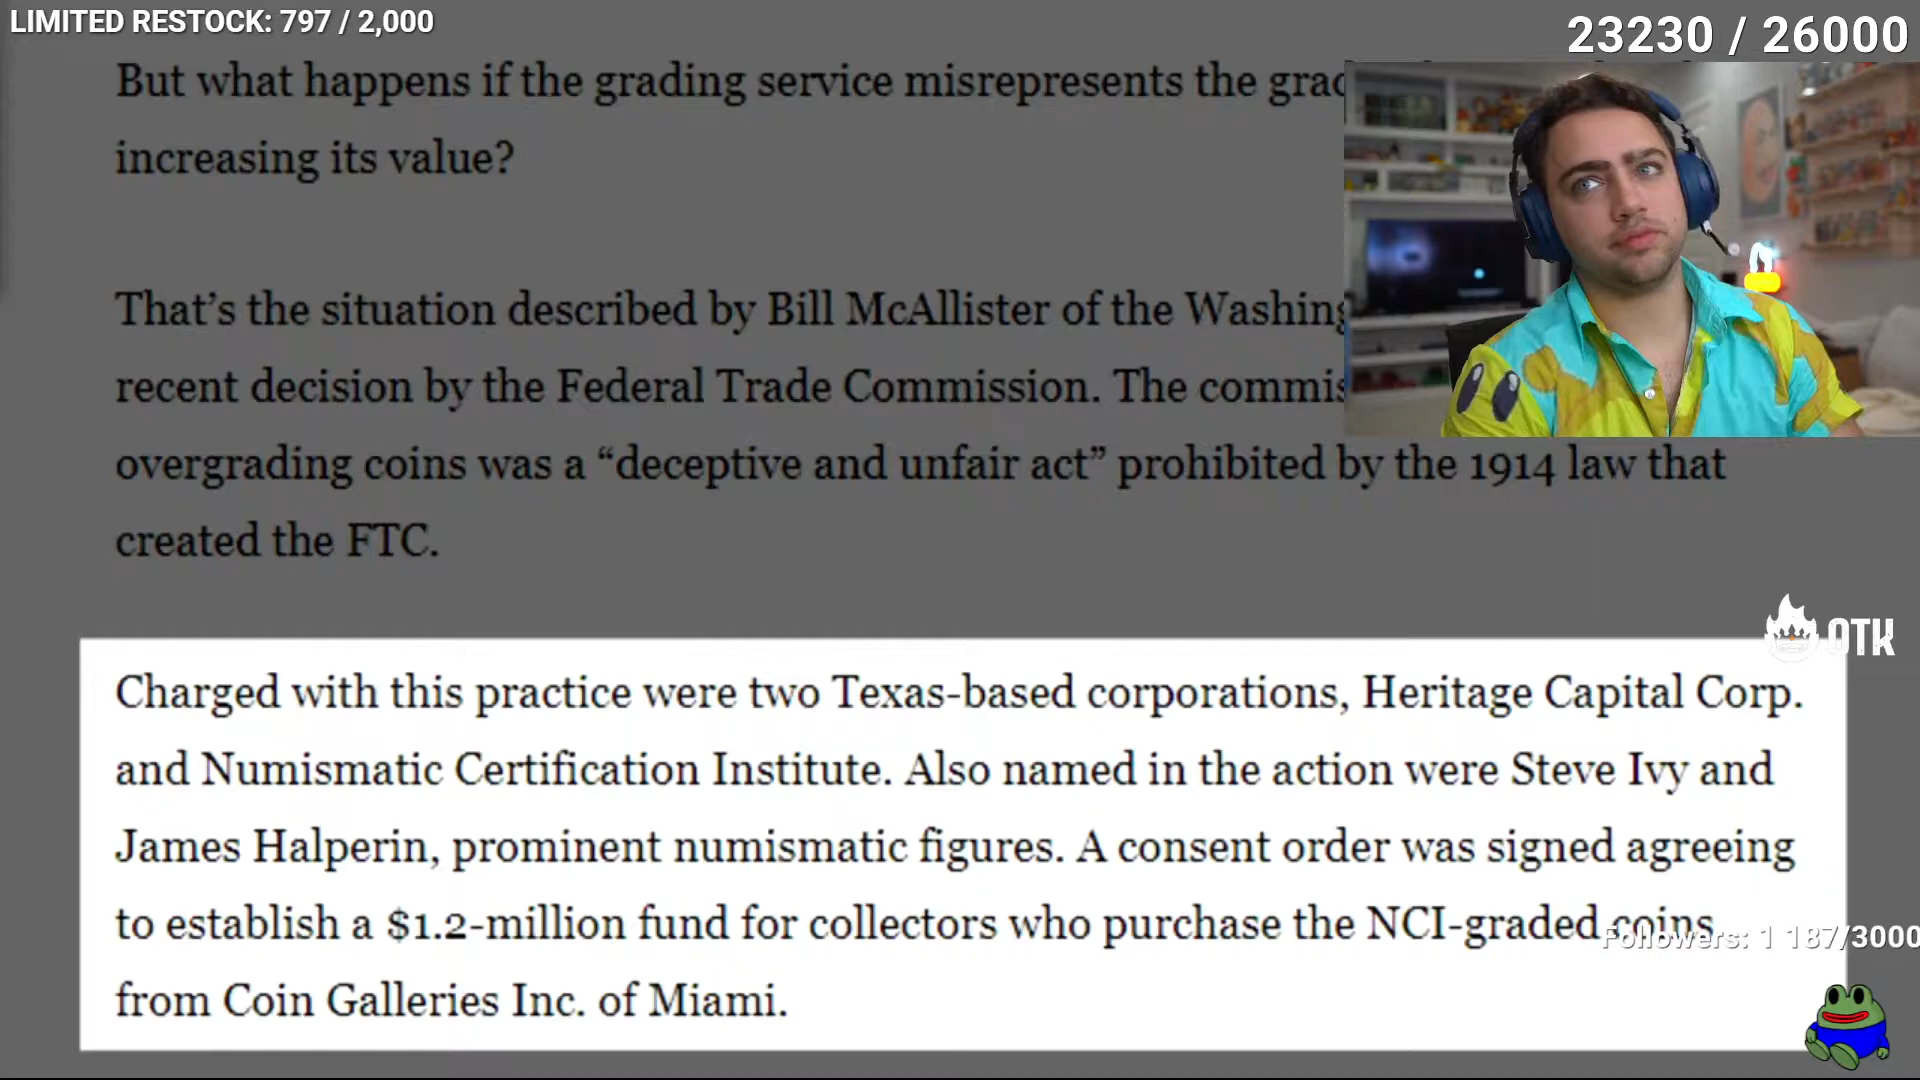 LIMITED RESTOCK: 797 / 2,000
23230 / 26000
But what happens if the grading service misrepresents the
increasing its value?
That’s the situation described by Bill McAllister of the
recent decision by the Federal Trade Commission. The
overgrading coins was a “deceptive and unfair act” prohibited by the 1914 law that
created the FTC.
OTK
Charged with this practice were two Texas-based corporations, Heritage Capital Corp.
and Numismatic Certification Institute. Also named in the action were Steve Ivy and
James Halperin, prominent numismatic figures. A consent order was signed agreeing
to establish a $1.2-million fund for collectors who purchase the NCI-graded coins
Followers: 1 187/3000
from Coin Galleries Inc. of Miami.